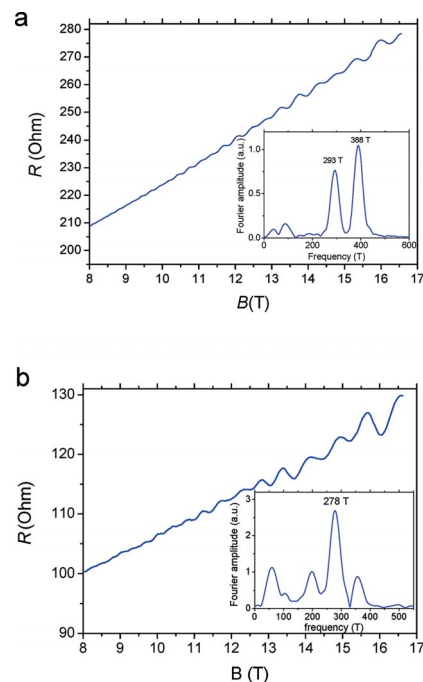 a
280
270
260
250
240
230
220
210
200
R (Ohm)
8 9 10 11 12 13 14 15 16 17
B(T)
Fourier amplitude (a.u.)
1.0
0.5
0.0
293 T
388 T
0 200 400 600
Frequency (T)
b
130
120
110
100
90
R (Ohm)
8 9 10 11 12 13 14 15 16 17
B (T)
Fourier amplitude (a.u.)
3
2
1
0
278 T
0 100 200 300 400 500
frequency (T)